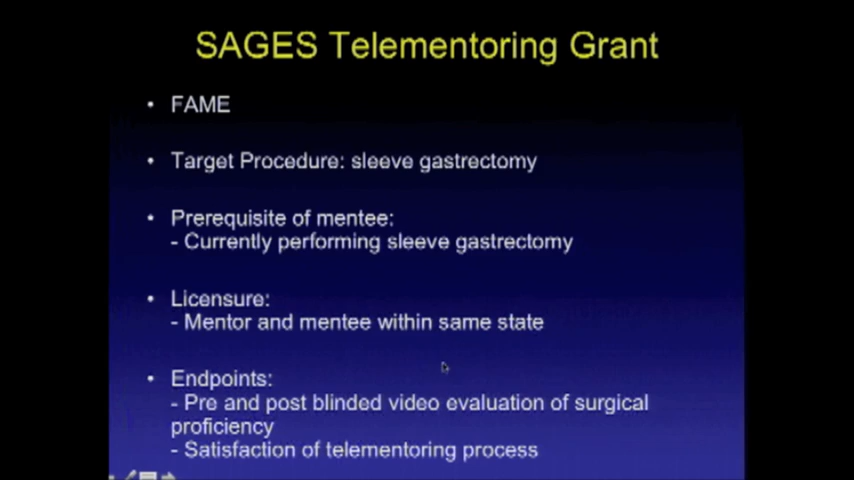 SAGES Telementoring Grant
• FAME
• Target Procedure: sleeve gastrectomy
• Prerequisite of mentee:
- Currently performing sleeve gastrectomy
• Licensure:
- Mentor and mentee within same state
• Endpoints:
- Pre and post blinded video evaluation of surgical
proficiency
- Satisfaction of telementoring process